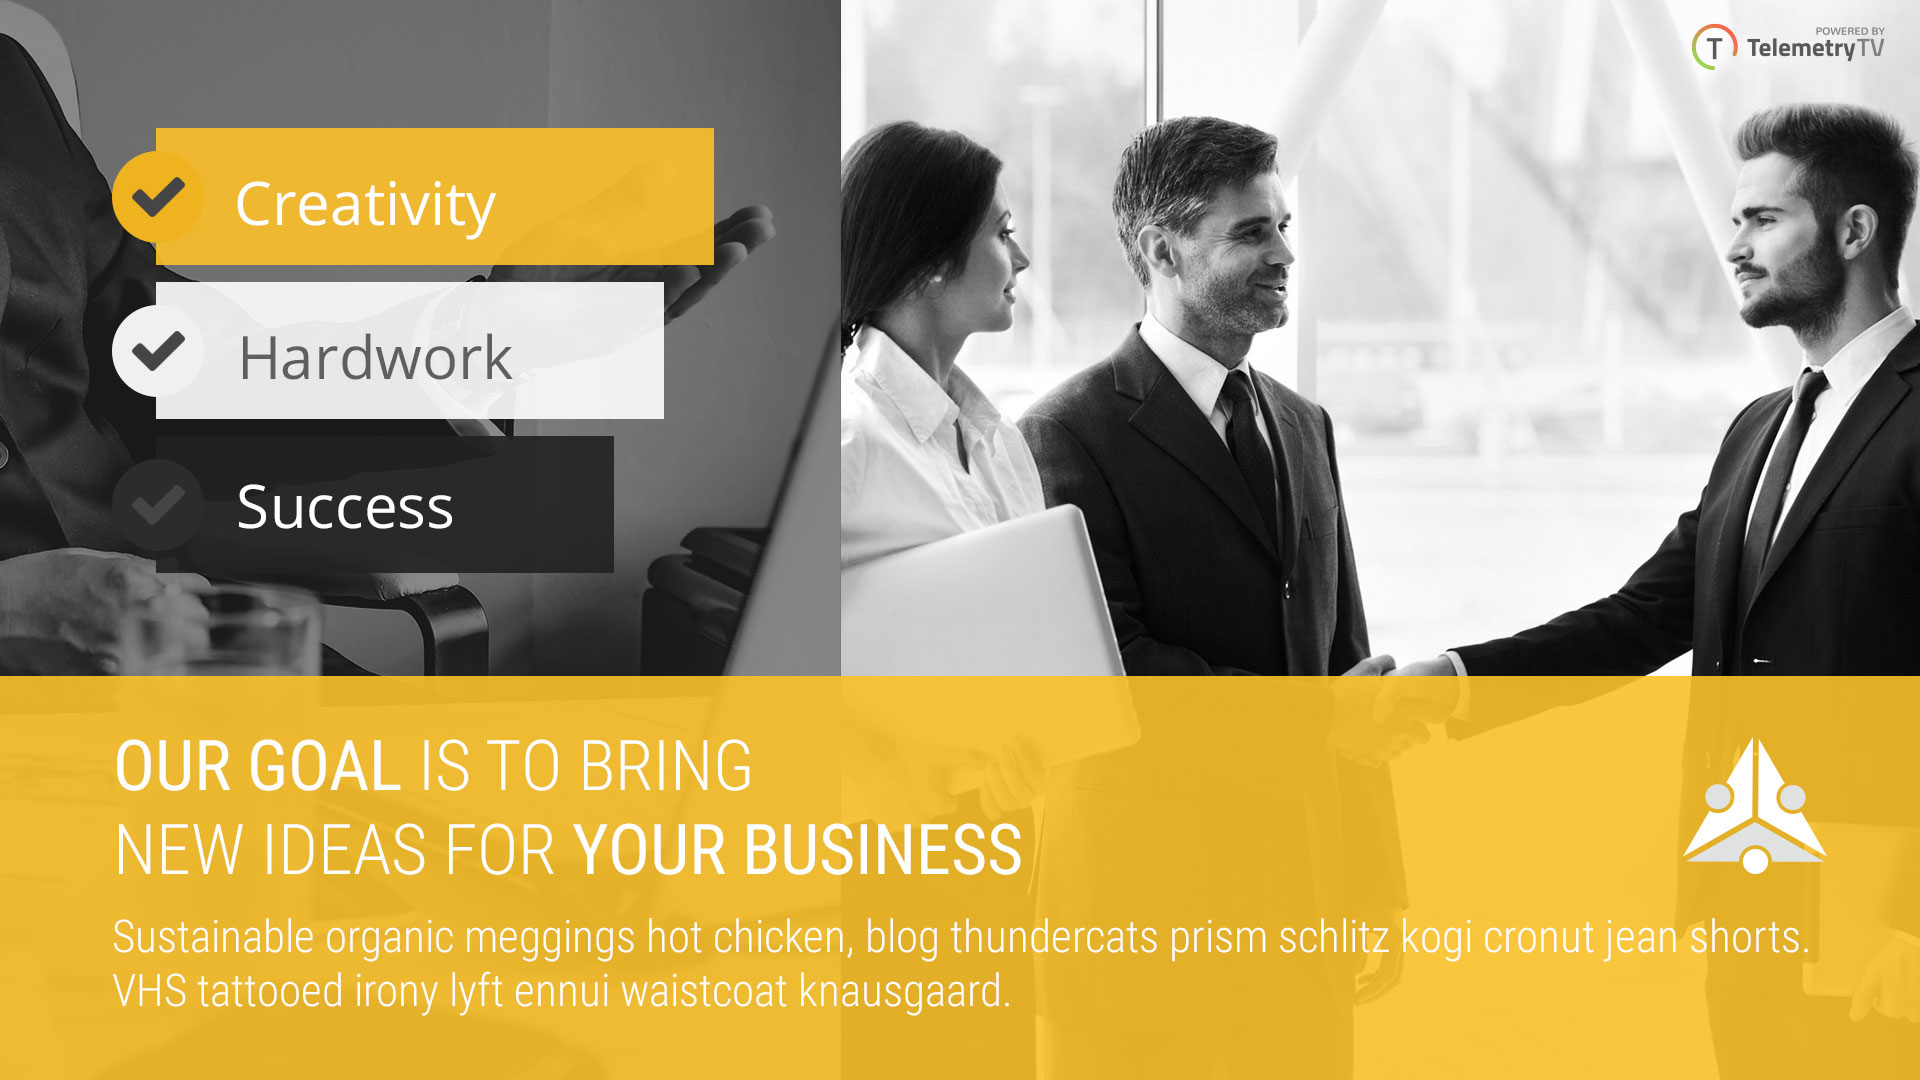 POWERED BY
T TelemetryTV
Creativity
Hardwork
Success
OUR GOAL IS TO BRING
NEW IDEAS FOR YOUR BUSINESS
Sustainable organic meggings hot chicken, blog thundercats prism schlitz kogi cronut jean shorts.
VHS tattooed irony lyft ennui waistcoat knausgaard.